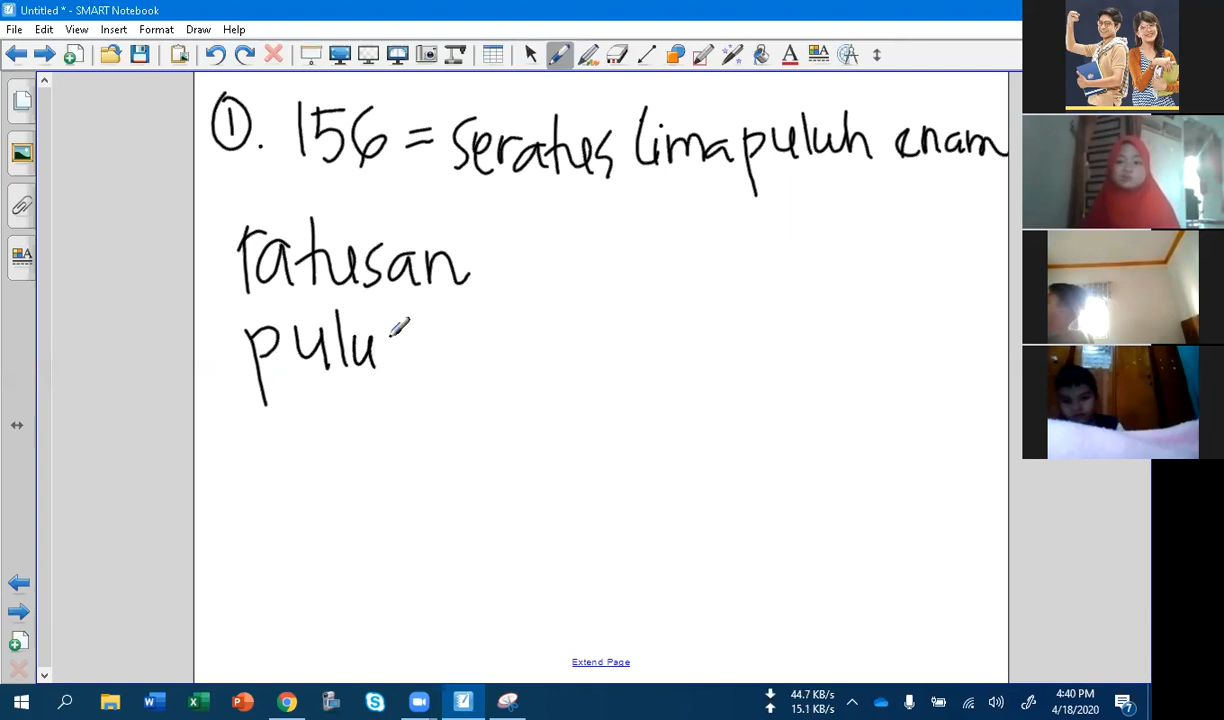 Untitled * - SMART Notebook
File Edit View Insert Format Draw Help
①. 156 = seratus limapuluh enam
ratusan
pulu
Extend Page
44.7 KB/s
15.1 KB/s
4:40 PM
4/18/2020
7